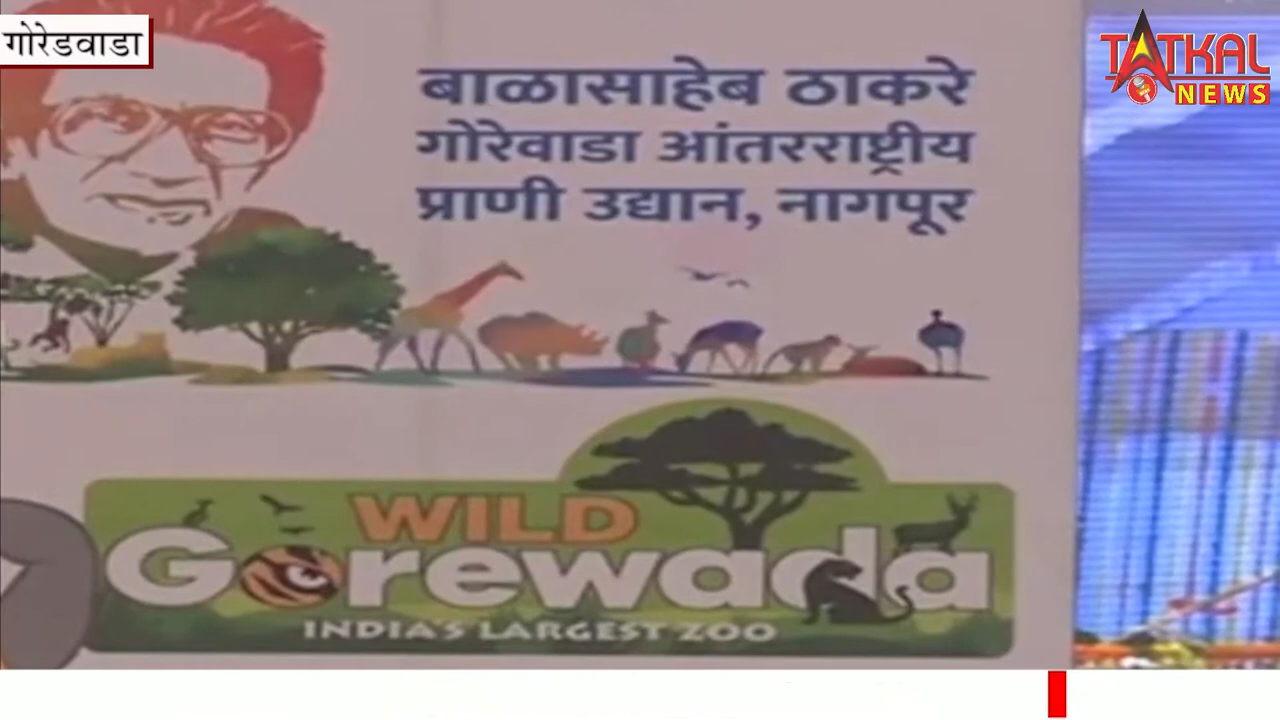 गोरेडवाडा
TATKAL
NEWS
बाळासाहेब ठाकरे
गोरेवाडा आंतरराष्ट्रीय
प्राणी उद्यान, नागपूर
WILD
Gorewada
INDIA'S LARGEST ZOO